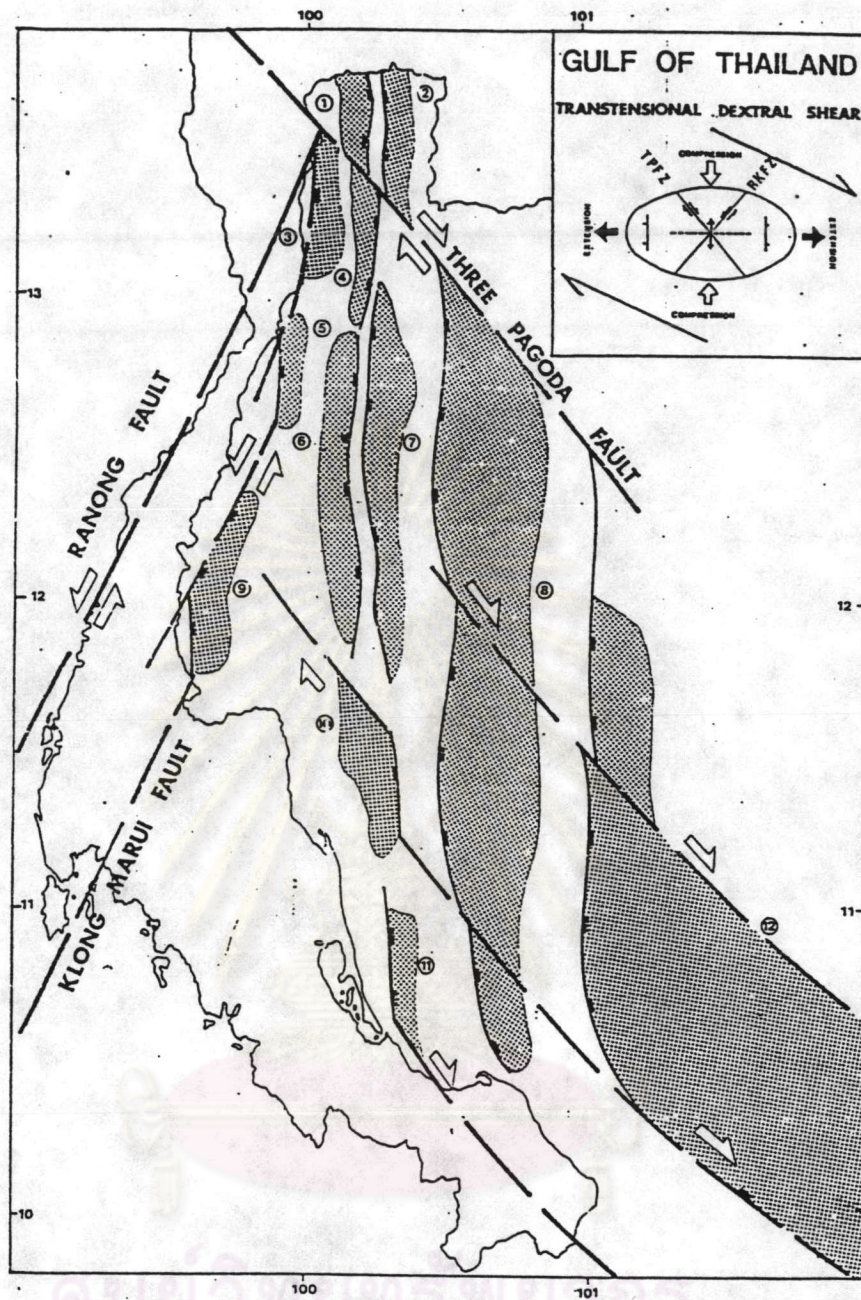 100
101
GULF OF THAILAND
TRANSTENSIONAL DEXTRAL SHEAR
COMPRESSION
TPFZ
RKFZ
EXTENSION
EXTENSION
COMPRESSION
1
2
3
13
4
THREE PAGODA FAULT
5
6
7
RANONG FAULT
12
9
8
12
10
KLONG MARUI FAULT
11
11
12
11
10
100
101